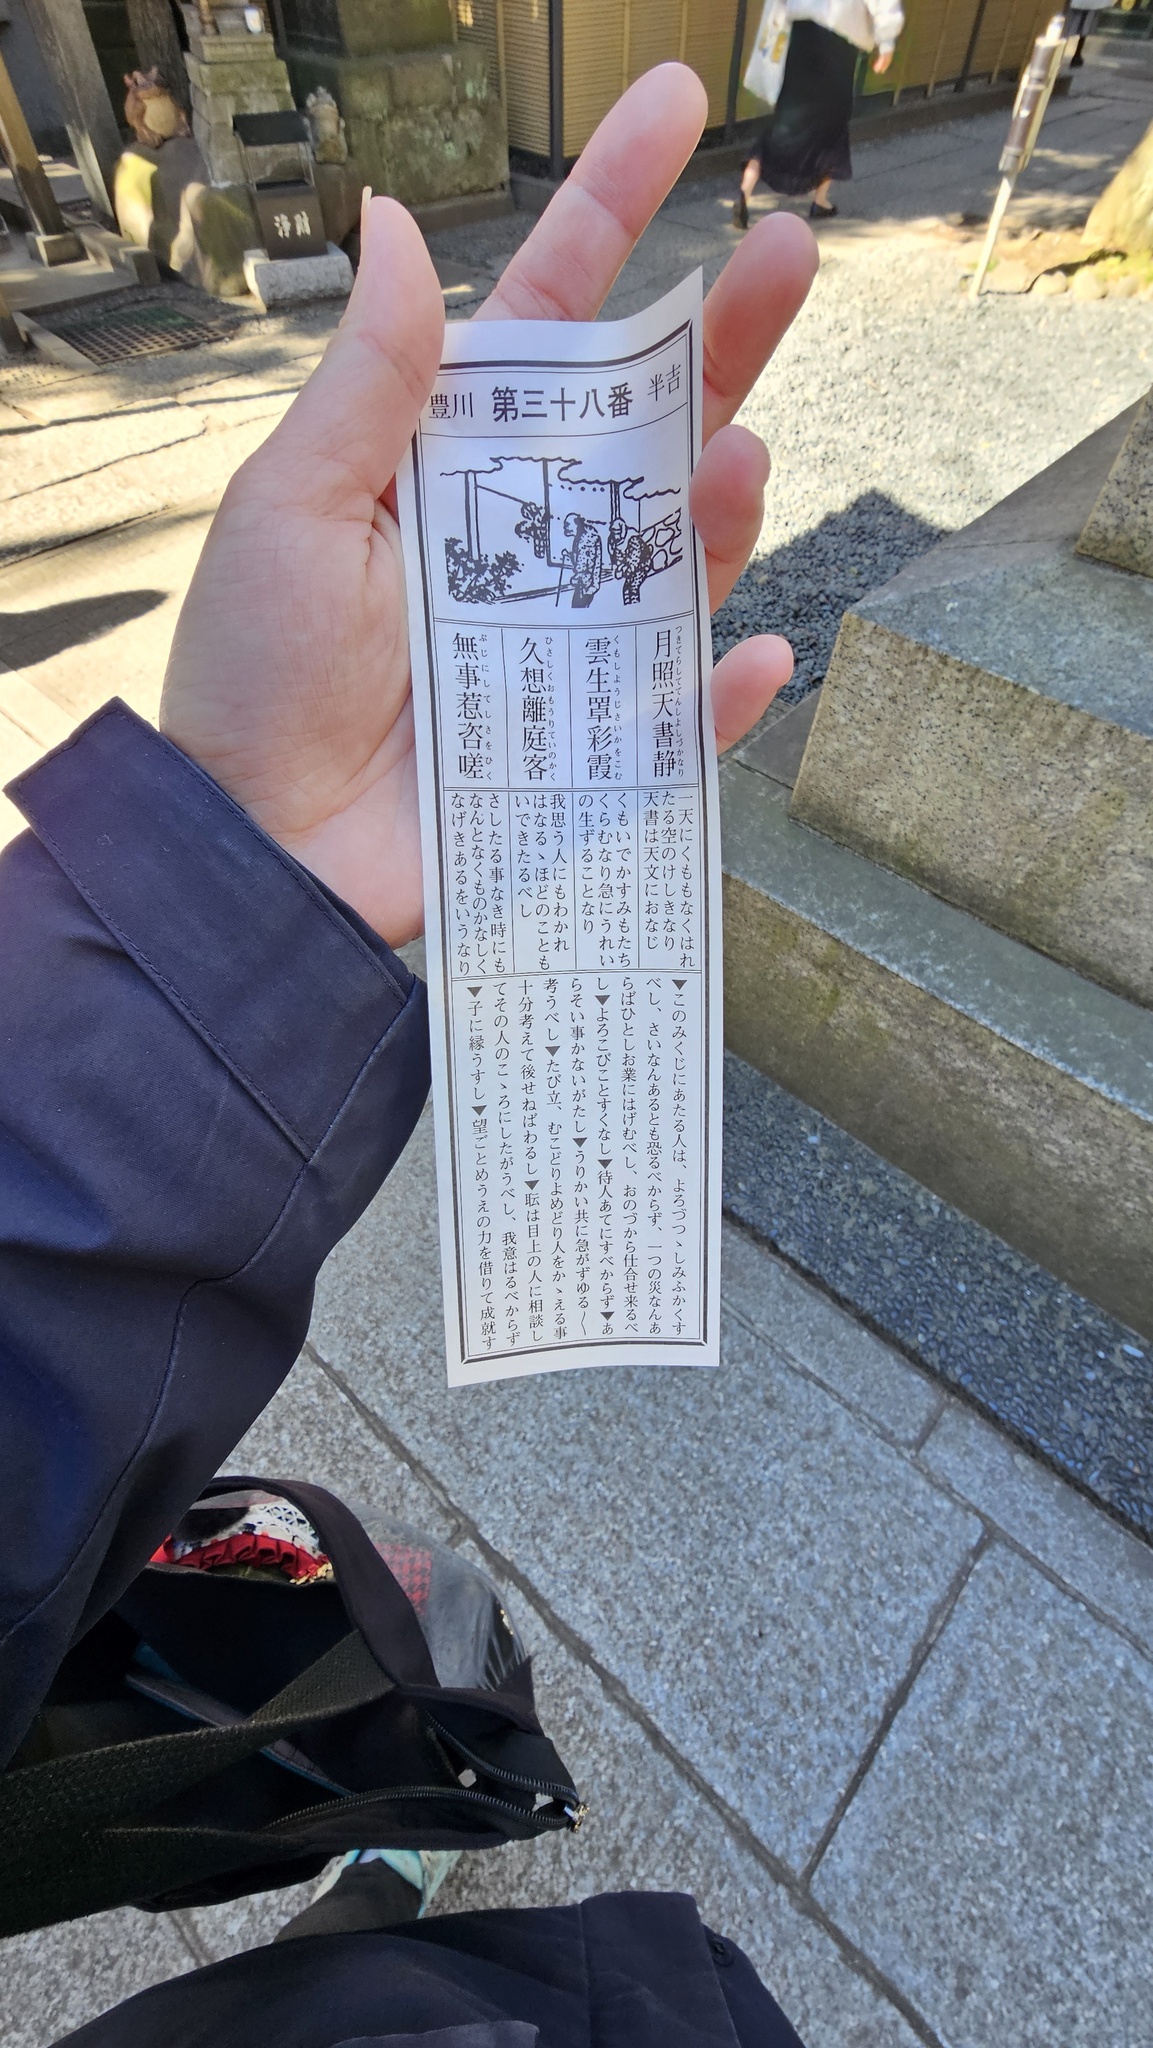 浄財
豊川 第三十八番 半吉
月照天書静
つきてらしててんしよしづかなり
雲生罩彩霞
くもしようじさいかをこむ
久想離庭客
ひさしくおもうりていのかく
無事惹咨嗟
ぶじにしてしさをひく
一天にくももなくはれ
たる空のけしきなり
天書は天文におなじ
くもいでかすみもたち
くらむなり急にうれい
の生ずることなり
我思う人にもわかれ
はなるゝほどのことも
いできたるべし
さしたる事なき時にも
なんとなくものかなしく
なげきあるをいうなり
▼このみくじにあたる人は、よろづつゝしみふかくす
べし、さいなんあるとも恐るべからず、一つの災なんあ
らばひとしお業にはげむべし、おのづから仕合せ来るべ
し▼よろこびことすくなし▼待人あてにすべからず▼あ
らそい事かないがたし▼うりかい共に急がずゆる〱
考うべし▼たび立、むこどりよめどり人をかゝえる事
十分考えて後せねばわるし▼㐂は目上の人に相談し
てその人のこゝろにしたがうべし、我意はるべからず
▼子に縁うすし▼望ごとめうえの力を借りて成就す